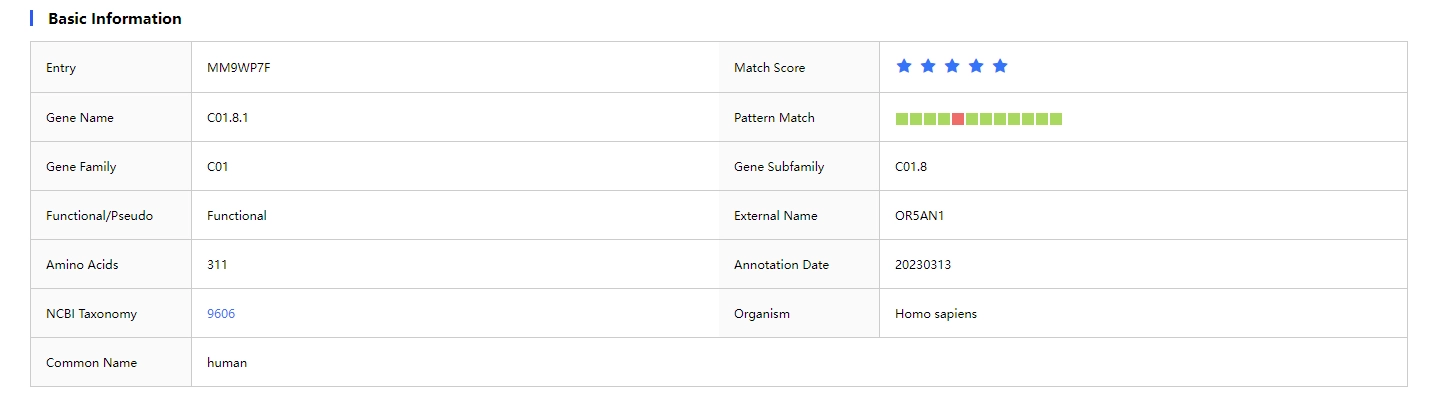 Basic Information
Entry MM9WP7F Match Score
Gene Name C01.8.1 Pattern Match
Gene Family C01 Gene Subfamily C01.8
Functional/Pseudo Functional External Name OR5AN1
Amino Acids 311 Annotation Date 20230313
NCBI Taxonomy 9606 Organism Homo sapiens
Common Name human